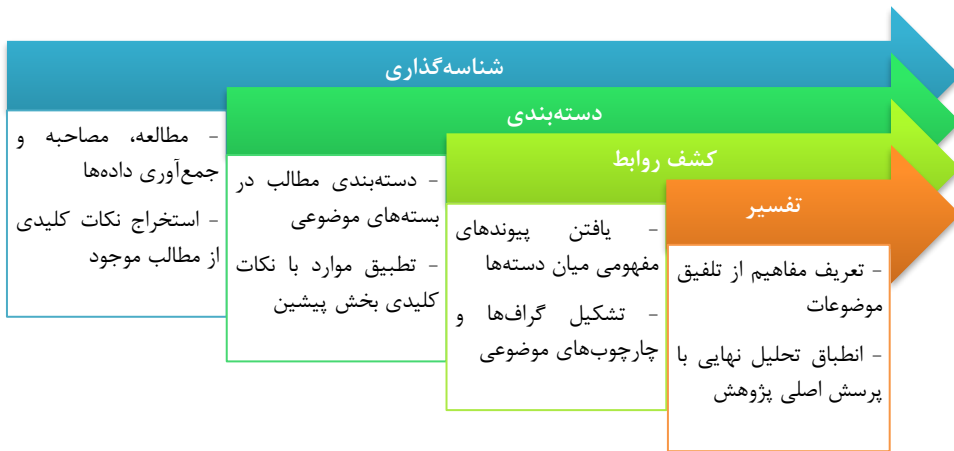 شناسه‌گذاری
- مطالعه، مصاحبه و
جمع‌آوری داده‌ها
- استخراج نکات کلیدی
از مطالب موجود
دسته‌بندی
- دسته‌بندی مطالب در
بسته‌های موضوعی
- تطبیق موارد با نکات
کلیدی بخش پیشین
کشف روابط
- یافتن پیوندهای
مفهومی میان دسته‌ها
- تشکیل گراف‌ها و
چارچوب‌های موضوعی
تفسیر
- تعریف مفاهیم از تلفیق
موضوعات
- انطباق تحلیل نهایی با
پرسش اصلی پژوهش